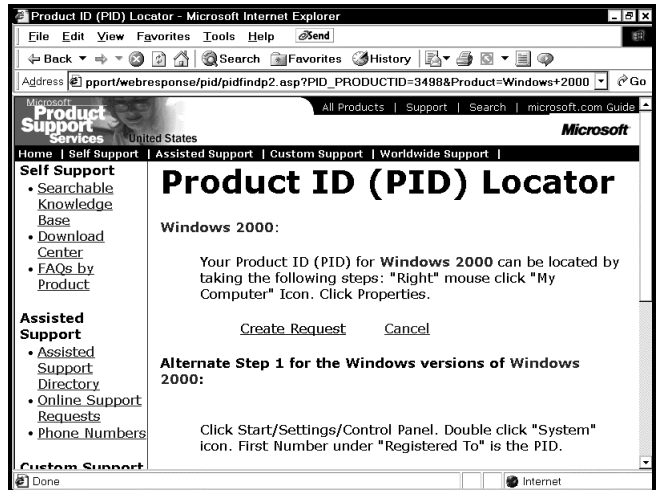 Product ID (PID) Locator - Microsoft Internet Explorer
File Edit View Favorites Tools Help Send
Back Search Favorites History
Address pport/webresponse/pid/pidfindp2.asp?PID_PRODUCTID=3498&Product=Windows+2000 Go
All Products | Support | Search | microsoft.com Guide
Microsoft
Product
Support
Services United States
Microsoft
Home | Self Support | Assisted Support | Custom Support | Worldwide Support |
Self Support
• Searchable
Knowledge
Base
• Download
Center
• FAQs by
Product
Assisted
Support
• Assisted
Support
Directory
• Online Support
Requests
• Phone Numbers
Custom Support
Product ID (PID) Locator
Windows 2000:
Your Product ID (PID) for Windows 2000 can be located by
taking the following steps: "Right" mouse click "My
Computer" Icon. Click Properties.
Create Request Cancel
Alternate Step 1 for the Windows versions of Windows
2000:
Click Start/Settings/Control Panel. Double click "System"
icon. First Number under "Registered To" is the PID.
Done Internet